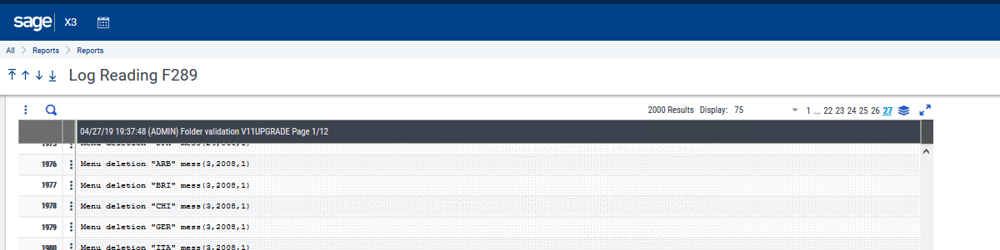 sage X3
All Reports Reports
Log Reading F289
2000 Results Display: 75 1 ... 22 23 24 25 26 27
04/27/19 19:37:48 (ADMIN) Folder validation V11UPGRADE Page 1/12
1975 Menu deletion
1976 Menu deletion "ARB" mess(3,2008,1)
1977 Menu deletion "BRI" mess(3,2008,1)
1978 Menu deletion "CHI" mess(3,2008,1)
1979 Menu deletion "GER" mess(3,2008,1)
1980 Menu deletion "ITA" mess(3,2008,1)